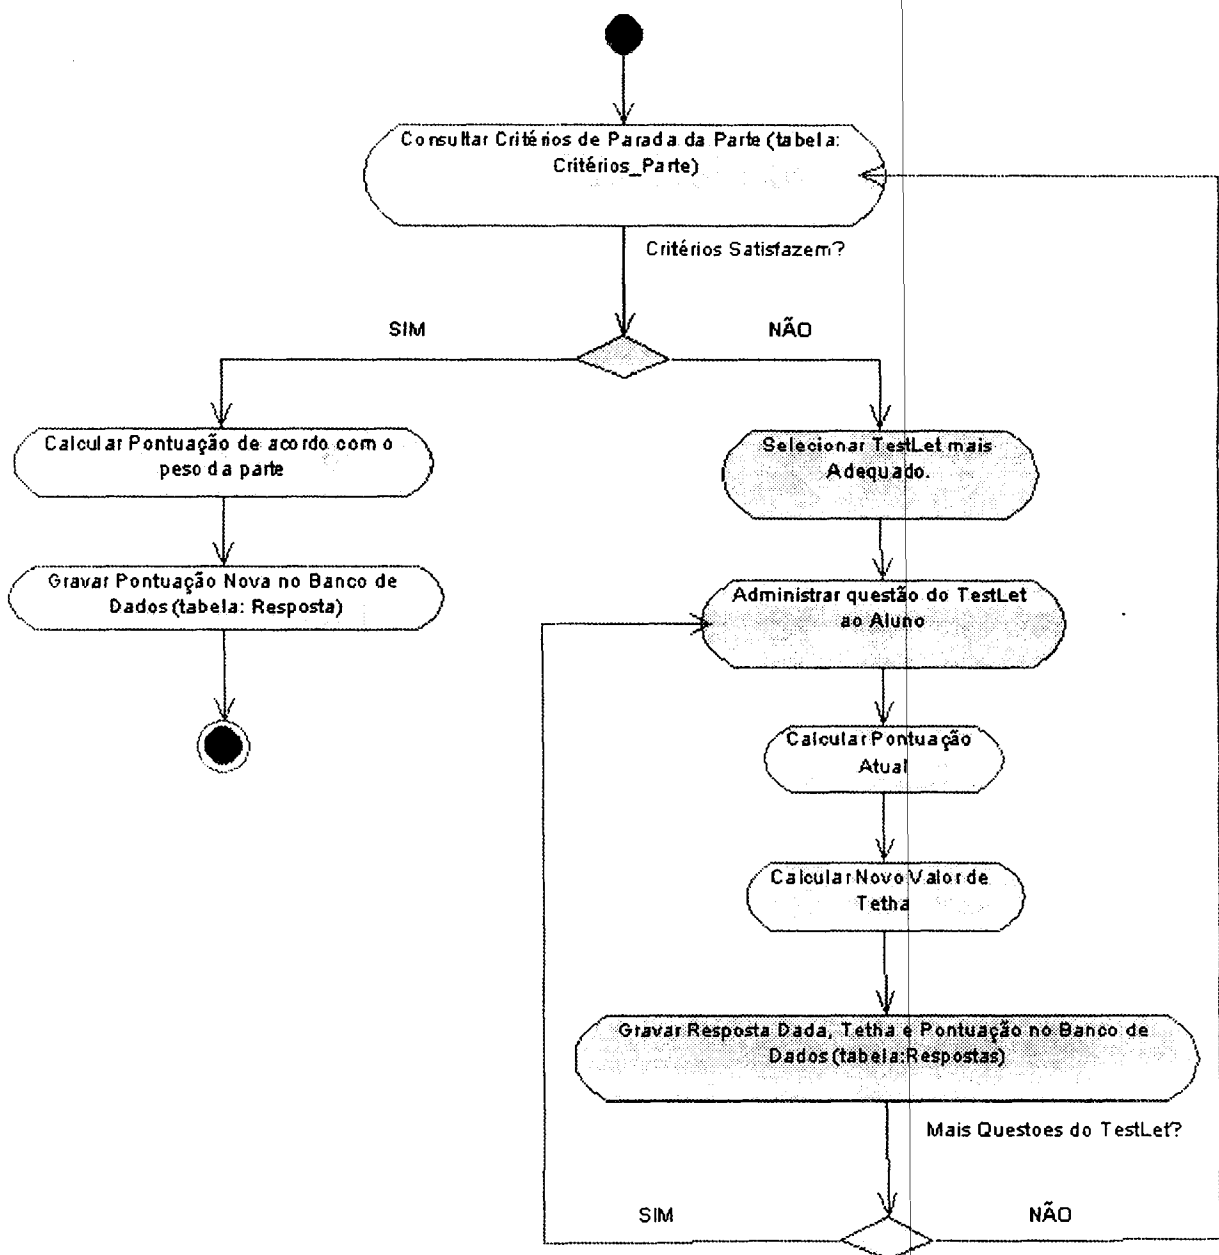 Consultar Critérios de Parada da Parte (tabela:
Critérios_Parte)
Critérios Satisfazem?
SIM
NÃO
Calcular Pontuação de acordo com o
peso da parte
Gravar Pontuação Nova no Banco de
Dados (tabela: Resposta)
Selecionar TestLet mais
Adequado.
Administrar questão do TestLet
ao Aluno
Calcular Pontuação
Atual
Calcular Novo Valor de
Tetha
Gravar Resposta Dada, Tetha e Pontuação no Banco de
Dados (tabela:Respostas)
Mais Questoes do TestLet?
SIM
NÃO